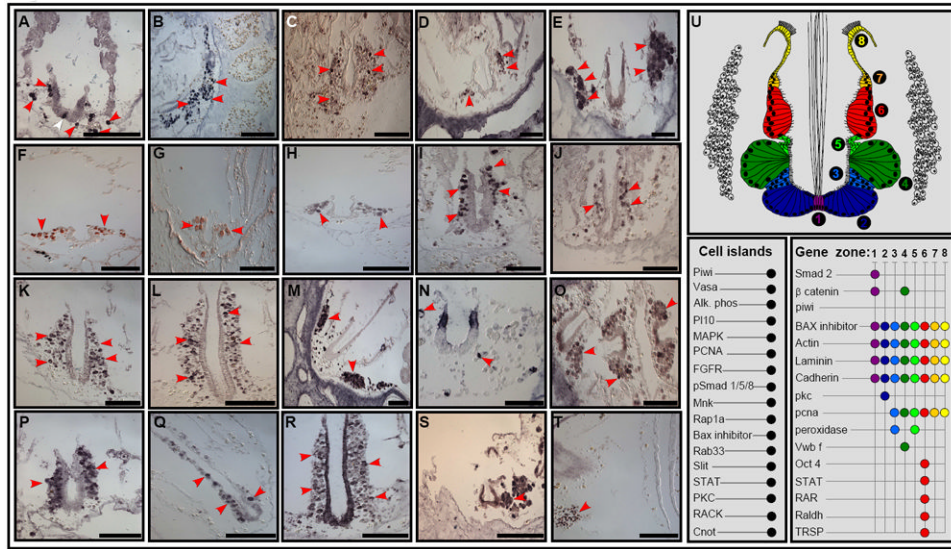 A
B
C
D
E
F
G
H
I
J
K
L
M
N
O
P
Q
R
S
T
U
8
7
6
5
3
4
1
Cell islands
Piwi
Vasa
Alk. phos
Pl10
MAPK
PCNA
FGFR
pSmad 1/5/8
Mnk
Rap1a
Bax inhibitor
Rab33
Slit
STAT
PKC
RACK
Cnot
Gene zone: 1 2 3 4 5 6 7 8
Smad 2
β catenin
piwi
BAX inhibitor
Actin
Laminin
Cadherin
pkc
pcna
peroxidase
Vwb f
Oct 4
STAT
RAR
Raldh
TRSP